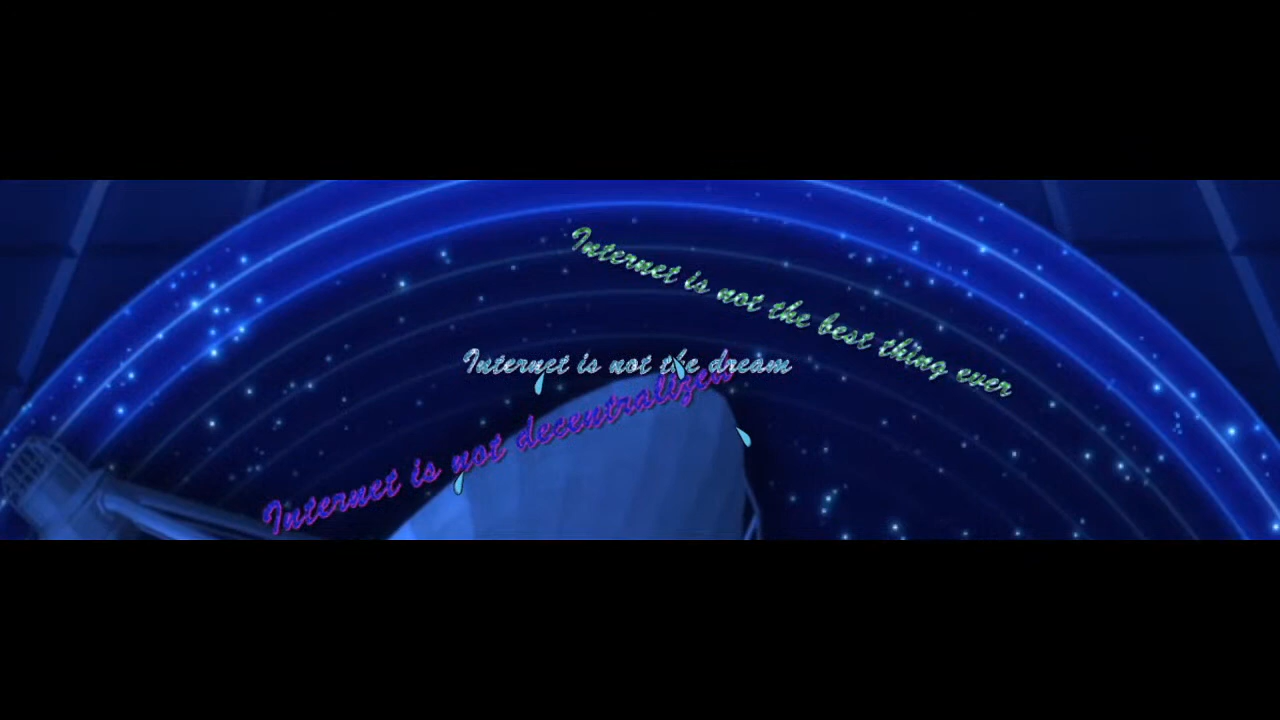 Internet is not the best thing ever
Internet is not the dream
Internet is not decentralized